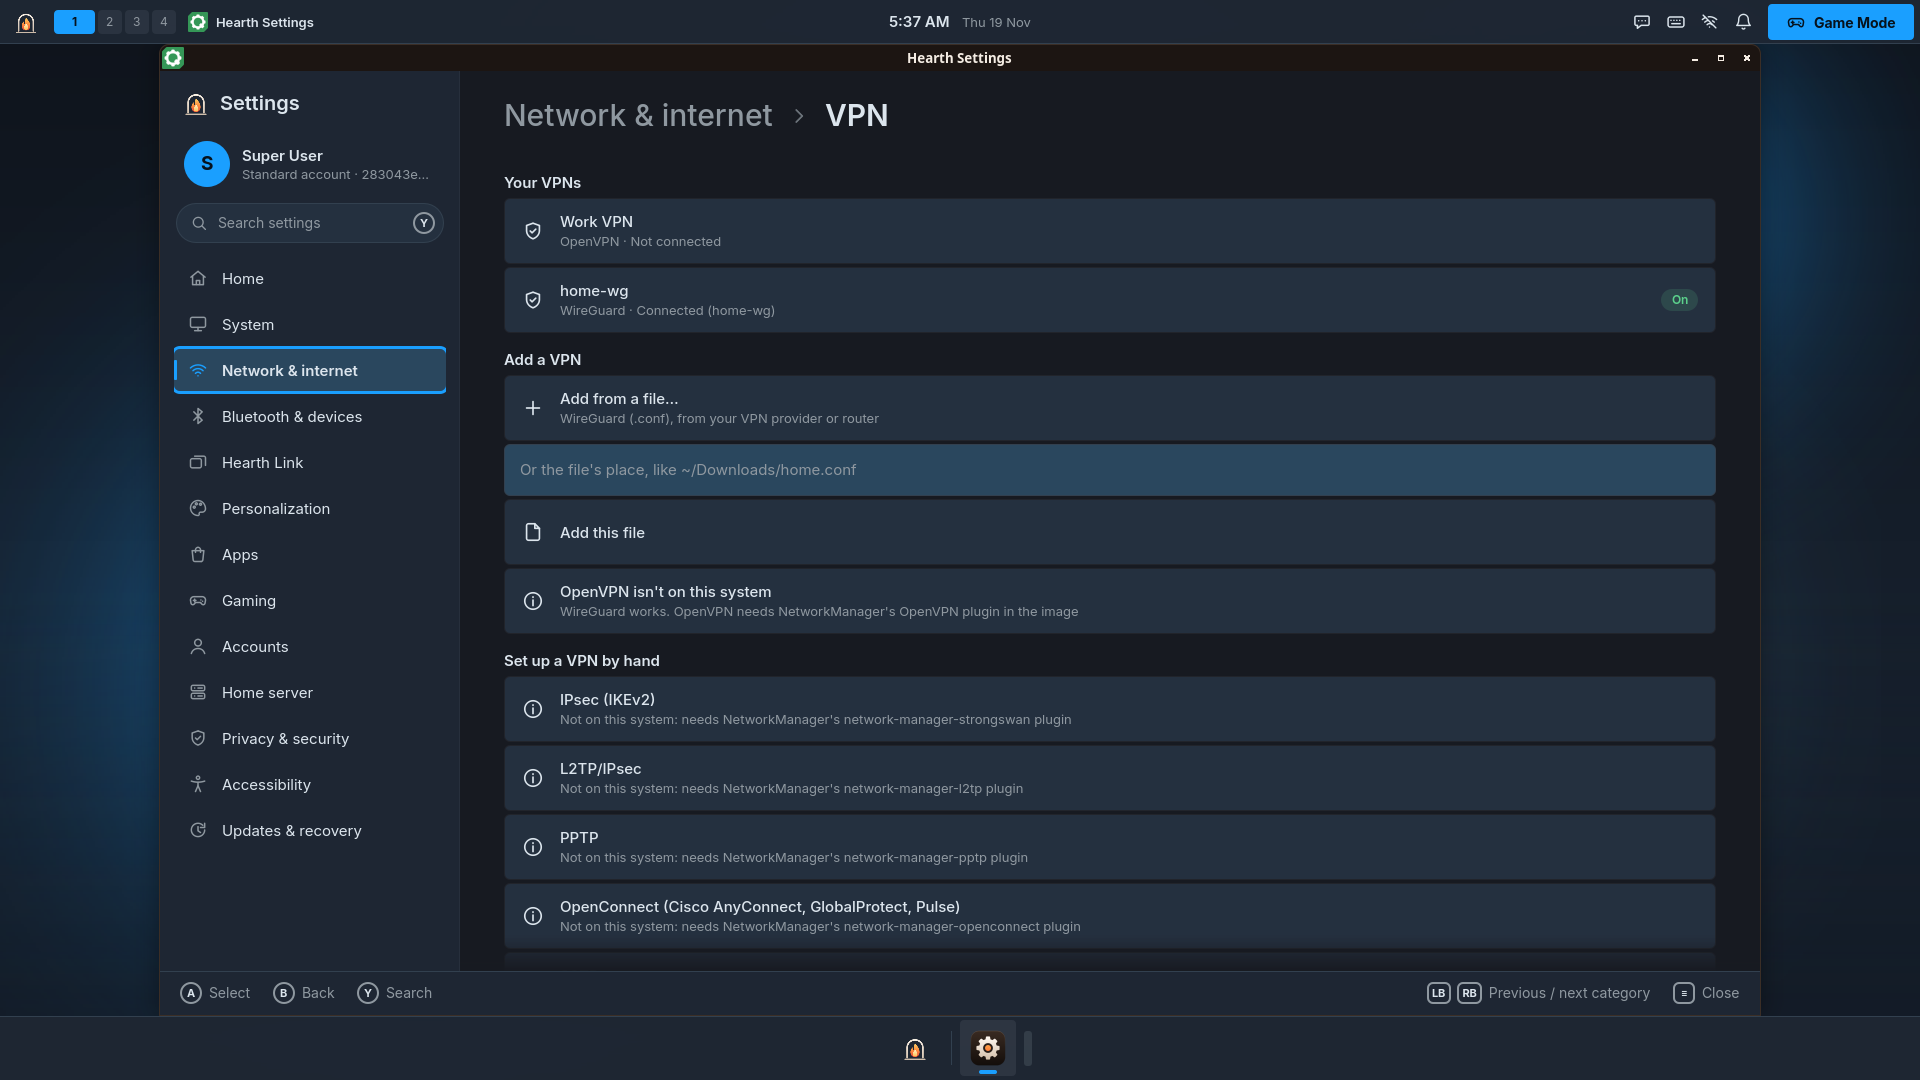 1 2 3 4 Hearth Settings
5:37 AM Thu 19 Nov
Game Mode
Hearth Settings
Settings
S
Super User
Standard account · 283043e...
Search settings Y
Home
System
Network & internet
Bluetooth & devices
Hearth Link
Personalization
Apps
Gaming
Accounts
Home server
Privacy & security
Accessibility
Updates & recovery
Network & internet > VPN
Your VPNs
Work VPN
OpenVPN · Not connected
home-wg
WireGuard · Connected (home-wg)
On
Add a VPN
Add from a file...
WireGuard (.conf), from your VPN provider or router
Or the file's place, like ~/Downloads/home.conf
Add this file
OpenVPN isn't on this system
WireGuard works. OpenVPN needs NetworkManager's OpenVPN plugin in the image
Set up a VPN by hand
IPsec (IKEv2)
Not on this system: needs NetworkManager's network-manager-strongswan plugin
L2TP/IPsec
Not on this system: needs NetworkManager's network-manager-l2tp plugin
PPTP
Not on this system: needs NetworkManager's network-manager-pptp plugin
OpenConnect (Cisco AnyConnect, GlobalProtect, Pulse)
Not on this system: needs NetworkManager's network-manager-openconnect plugin
A Select B Back Y Search
LB RB Previous / next category Close